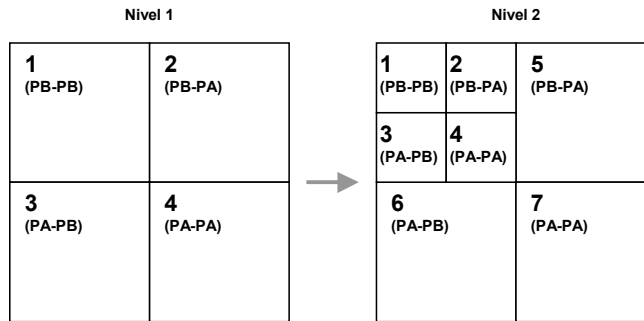 Nivel 1
1
(PB-PB)
2
(PB-PA)
3
(PA-PB)
4
(PA-PA)
Nivel 2
1
(PB-PB)
2
(PB-PA)
5
(PB-PA)
3
(PA-PB)
4
(PA-PA)
6
(PA-PB)
7
(PA-PA)